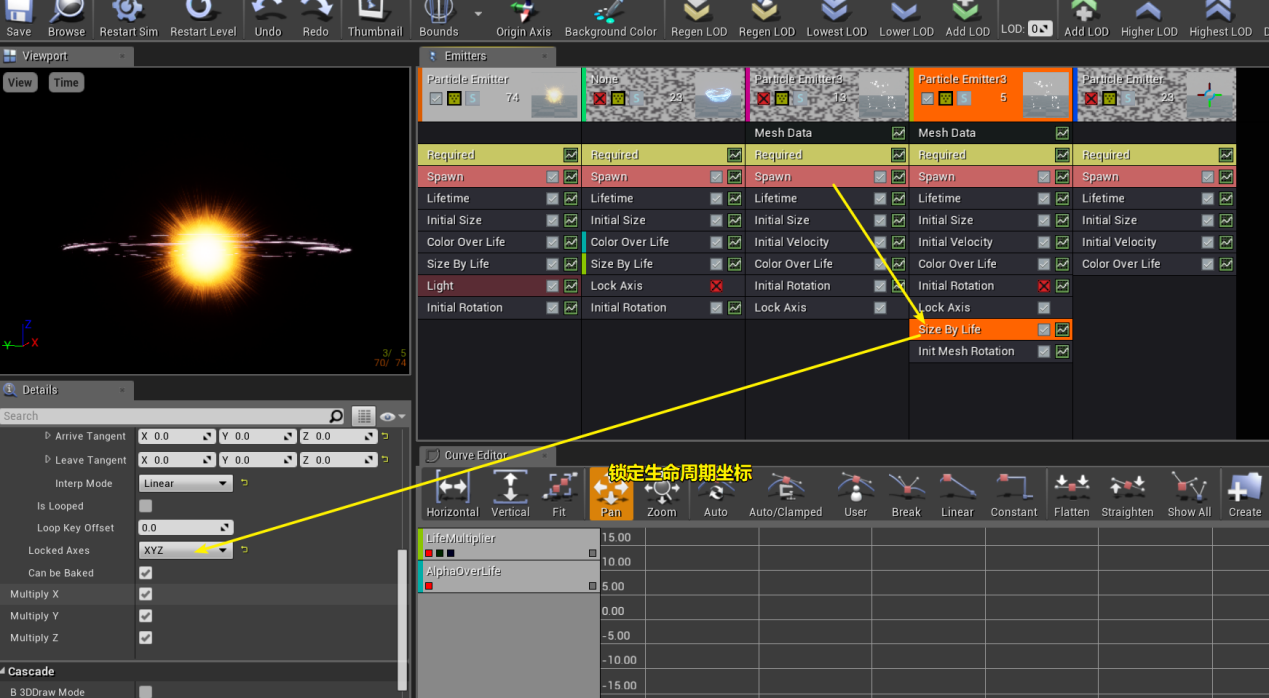 Save Browse Restart Sim Restart Level Undo Redo Thumbnail Bounds Origin Axis Background Color Regen LOD Regen LOD Lowest LOD Lower LOD Add LOD LOD: 0 Add LOD Higher LOD Highest LOD
Viewport
View Time
Z
Y X
3/ 5
70/ 74
Emitters
Particle Emitter None Particle Emitter3 Particle Emitter3 Particle Emitter
S 74 S 23 S 13 S 5 S 23
Mesh Data Mesh Data
Required Required Required Required Required
Spawn Spawn Spawn Spawn Spawn
Lifetime Lifetime Lifetime Lifetime Lifetime
Initial Size Initial Size Initial Size Initial Size Initial Size
Color Over Life Color Over Life Initial Velocity Initial Velocity Initial Velocity
Size By Life Size By Life Color Over Life Color Over Life Color Over Life
Light Lock Axis Initial Rotation Initial Rotation
Initial Rotation Initial Rotation Lock Axis Lock Axis
Size By Life
Init Mesh Rotation
Details
Search
Arrive Tangent X 0.0 Y 0.0 Z 0.0
Leave Tangent X 0.0 Y 0.0 Z 0.0
Interp Mode Linear
Is Looped
Loop Key Offset 0.0
Locked Axes XYZ
Can be Baked
Multiply X
Multiply Y
Multiply Z
Cascade
B 3DDraw Mode
Curve Editor
锁定生命周期坐标
Horizontal Vertical Fit Pan Zoom Auto Auto/Clamped User Break Linear Constant Flatten Straighten Show All Create
LifeMultiplier
AlphaOverLife
15.00
10.00
5.00
0.00
-5.00
-10.00
-15.00